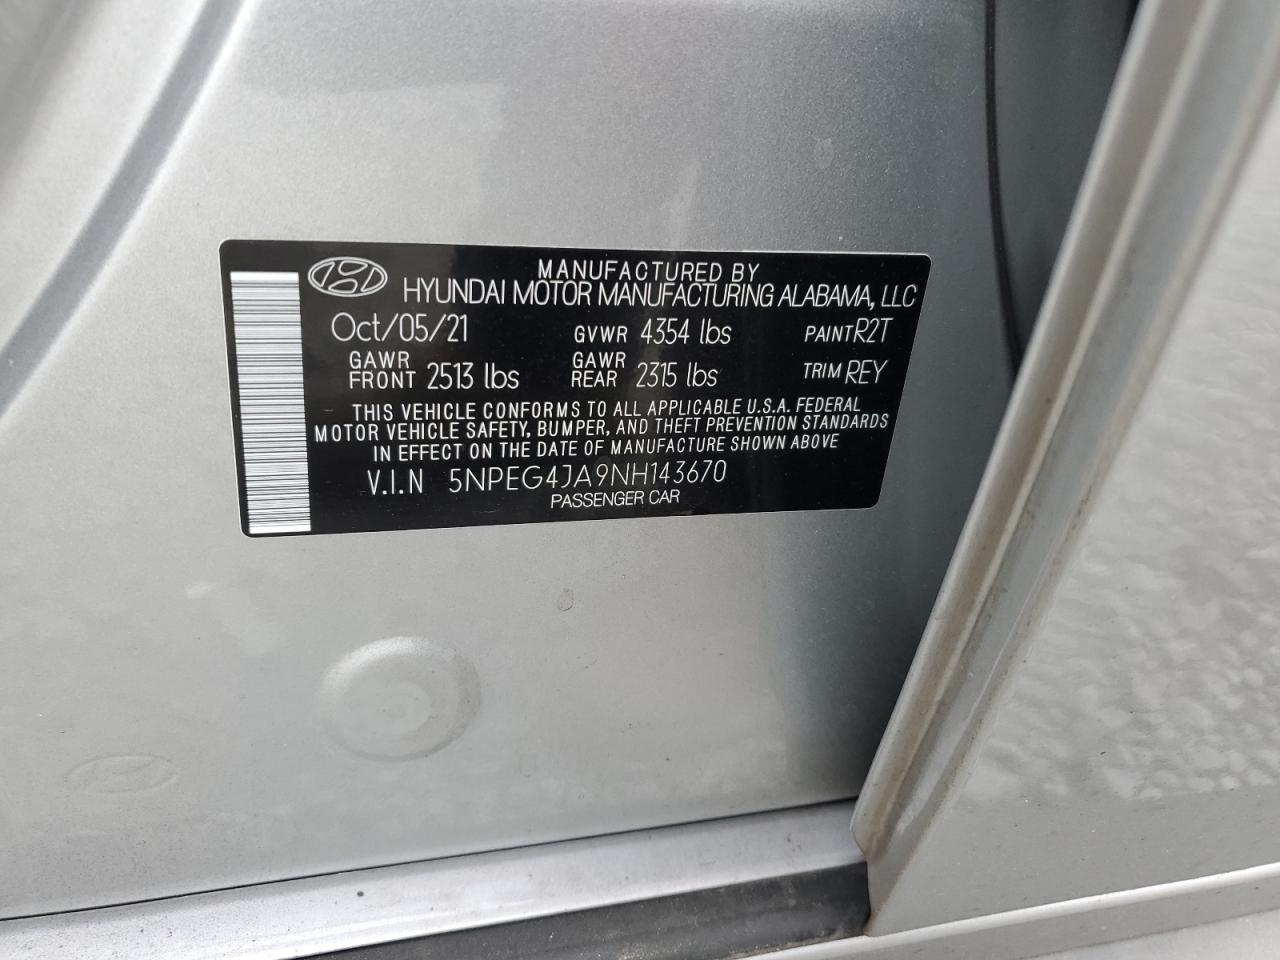 MANUFACTURED BY
HYUNDAI MOTOR MANUFACTURING ALABAMA, LLC
Oct/05/21 GVWR 4354 lbs PAINT R2T
GAWR FRONT 2513 lbs GAWR REAR 2315 lbs TRIM REY
THIS VEHICLE CONFORMS TO ALL APPLICABLE U.S.A. FEDERAL
MOTOR VEHICLE SAFETY, BUMPER, AND THEFT PREVENTION STANDARDS
IN EFFECT ON THE DATE OF MANUFACTURE SHOWN ABOVE
V.I.N 5NPEG4JA9NH143670
PASSENGER CAR